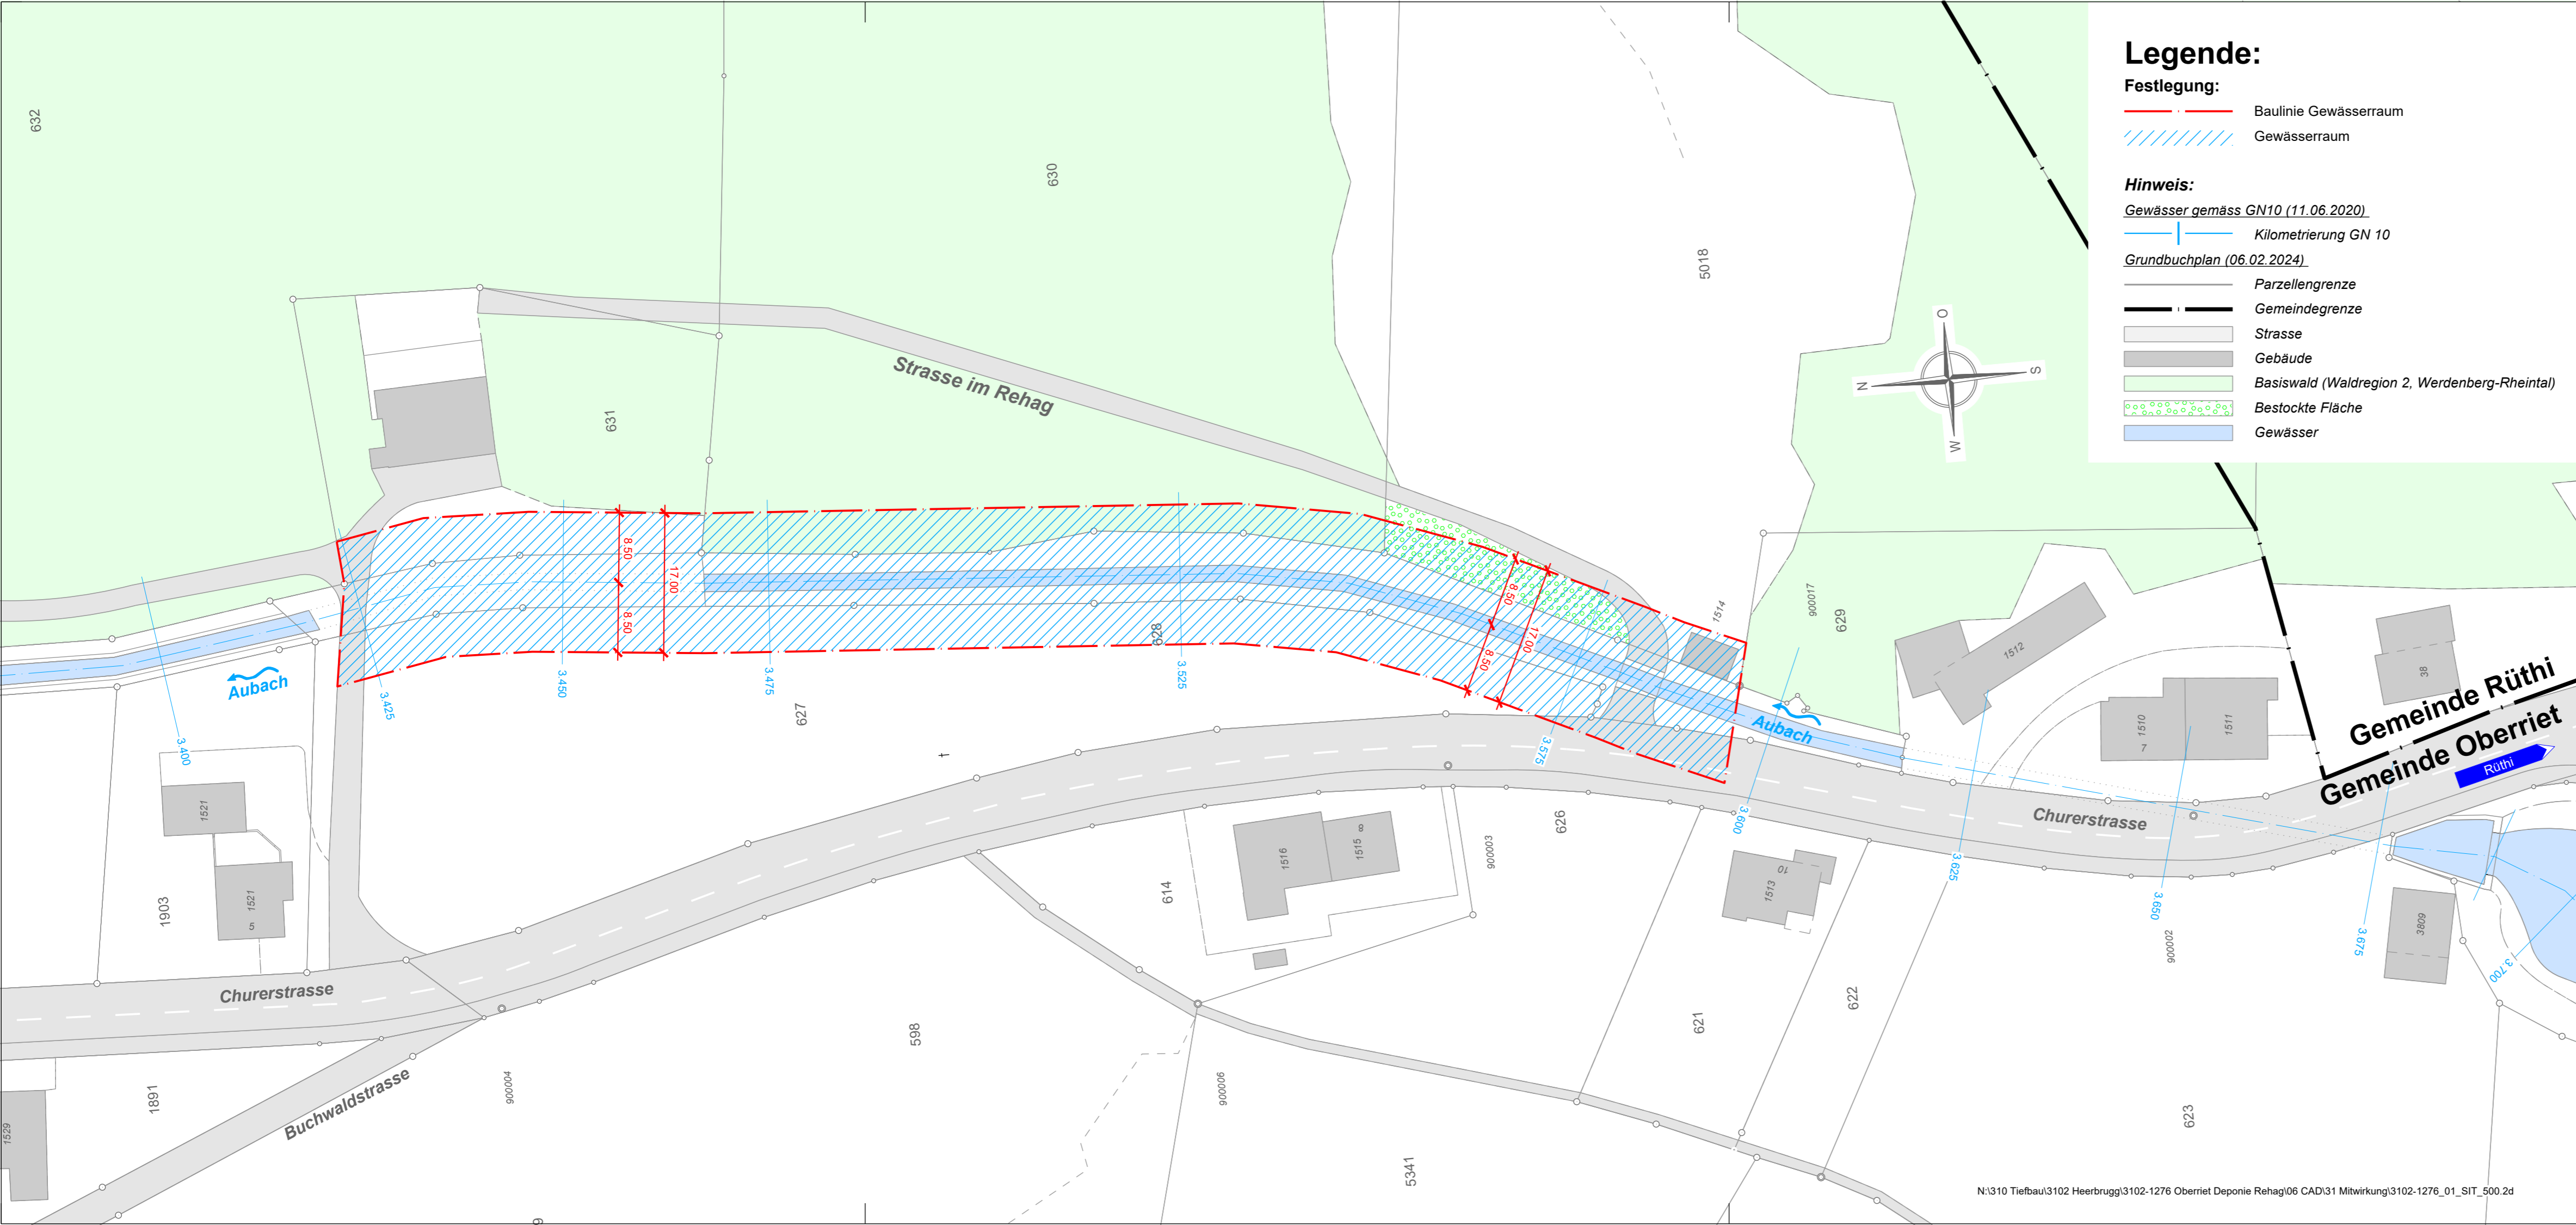 Legende:
Festlegung:
Baulinie Gewässerraum
Gewässerraum
Hinweis:
Gewässer gemäss GN10 (11.06.2020)
Kilometrierung GN 10
Grundbuchplan (06.02.2024)
Parzellengrenze
Gemeindegrenze
Strasse
Gebäude
Basiswald (Waldregion 2, Werdenberg-Rheintal)
Bestockte Fläche
Gewässer
632
630
5018
O
N
S
W
Strasse im Rehag
631
8.50
17.00
8.50
8.50
17.00
8.50
1514
900017
629
1512
38
628
Aubach
3.400
3.425
3.450
3.475
3.525
3.575
3.600
3.625
3.650
3.675
3.700
627
Aubach
1510
7
1511
Gemeinde Rüthi
Gemeinde Oberriet
Rüthi
Churerstrasse
1521
1521
5
1903
1516
1515
8
900003
626
614
1513
10
3809
900002
Churerstrasse
598
621
622
Buchwaldstrasse
1891
900004
900006
1529
5341
623
N:\310 Tiefbau\3102 Heerbrugg\3102-1276 Oberriet Deponie Rehag\06 CAD\31 Mitwirkung\3102-1276_01_SIT_500.2d